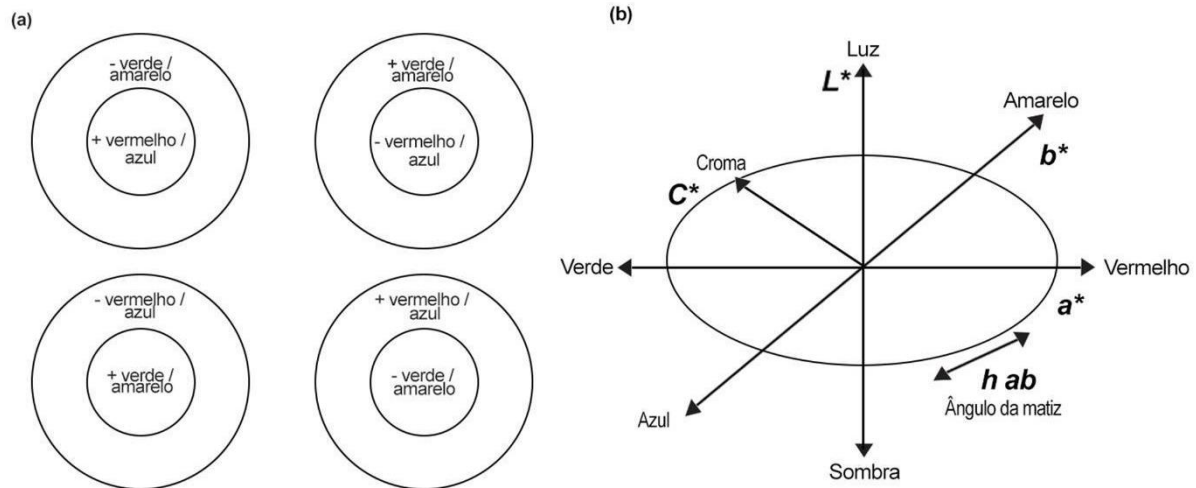 (a)
- verde /
amarelo
+ vermelho /
azul
+ verde /
amarelo
- vermelho /
azul
- vermelho /
azul
+ verde /
amarelo
+ vermelho /
azul
- verde /
amarelo
(b)
Luz
L*
Amarelo
b*
Croma
C*
Verde
Vermelho
a*
h ab
Ângulo da matiz
Azul
Sombra